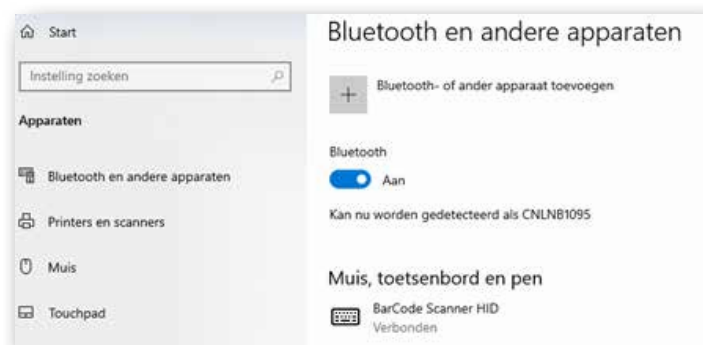 Start
Instelling zoeken
Apparaten
Bluetooth en andere apparaten
Printers en scanners
Muis
Touchpad
Bluetooth en andere apparaten
Bluetooth- of ander apparaat toevoegen
Bluetooth
Aan
Kan nu worden gedetecteerd als CNLNB1095
Muis, toetsenbord en pen
BarCode Scanner HID
Verbonden